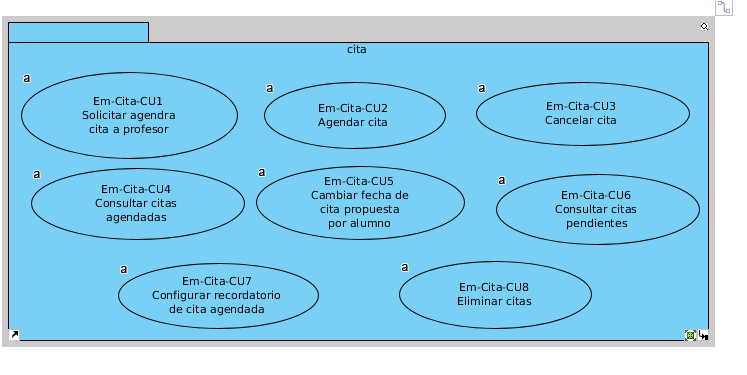 cita
a
Em-Cita-CU1
Solicitar agendra
cita a profesor
a
Em-Cita-CU2
Agendar cita
a
Em-Cita-CU3
Cancelar cita
a
Em-Cita-CU4
Consultar citas
agendadas
a
Em-Cita-CU5
Cambiar fecha de
cita propuesta
por alumno
a
Em-Cita-CU6
Consultar citas
pendientes
a
Em-Cita-CU7
Configurar recordatorio
de cita agendada
a
Em-Cita-CU8
Eliminar citas